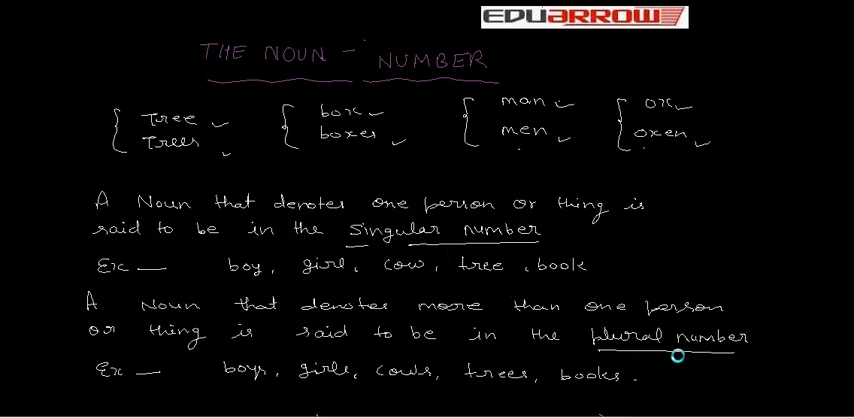 EDUARROW
THE NOUN - NUMBER
Tree box man ox
Trees boxes men oxen
A Noun that denotes one person or thing is
said to be in the singular number
Ex — boy, girl, cow, tree, book
A Noun that denotes more than one person
or thing is said to be in the plural number
Ex — boys, girls, cows, trees, books.